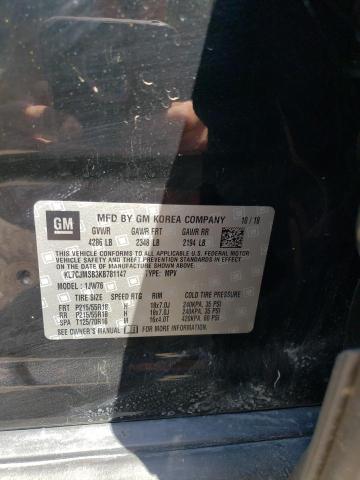 GM
MFD BY GM KOREA COMPANY 10/18
GVWR GAWR FRT GAWR RR
4286 LB 2348 LB 2194 LB
THIS VEHICLE CONFORMS TO ALL APPLICABLE U.S. FEDERAL
MOTOR VEHICLE SAFETY, BUMPER, AND
THEFT PREVENTION STANDARDS IN EFFECT ON THE DATE
OF MANUFACTURE SHOWN ABOVE.
KL7CJMSB3KB781147 TYPE: MPV
MODEL: 1JW76
TIRE SIZE SPEED RTG RIM COLD TIRE PRESSURE
FRT P215/55R18 H 18x7.0J 240KPA, 35 PSI
RR P215/55R18 H 18x7.0J 240KPA, 35 PSI
SPA T125/70R16 M 16x4.0T 420KPA, 60 PSI
SEE OWNER'S MANUAL FOR MORE INFORMATION.